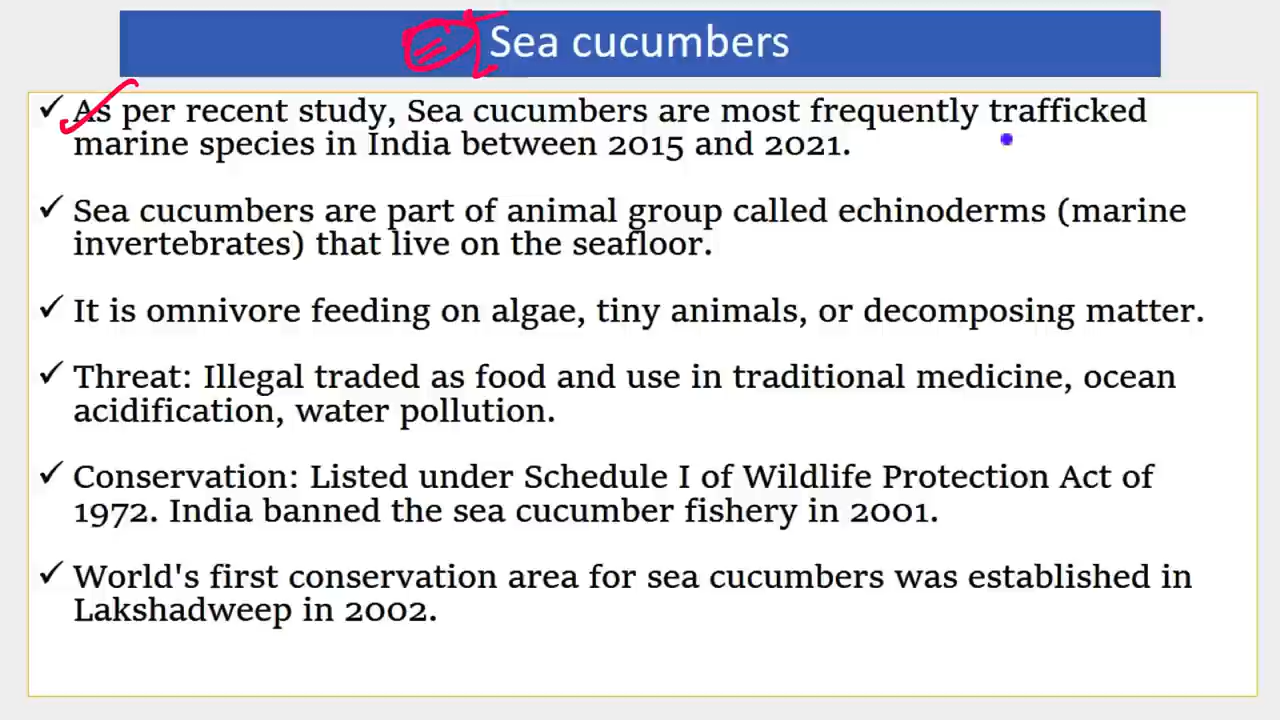 Sea cucumbers
✓ As per recent study, Sea cucumbers are most frequently trafficked
marine species in India between 2015 and 2021.
✓ Sea cucumbers are part of animal group called echinoderms (marine
invertebrates) that live on the seafloor.
✓ It is omnivore feeding on algae, tiny animals, or decomposing matter.
✓ Threat: Illegal traded as food and use in traditional medicine, ocean
acidification, water pollution.
✓ Conservation: Listed under Schedule I of Wildlife Protection Act of
1972. India banned the sea cucumber fishery in 2001.
✓ World's first conservation area for sea cucumbers was established in
Lakshadweep in 2002.